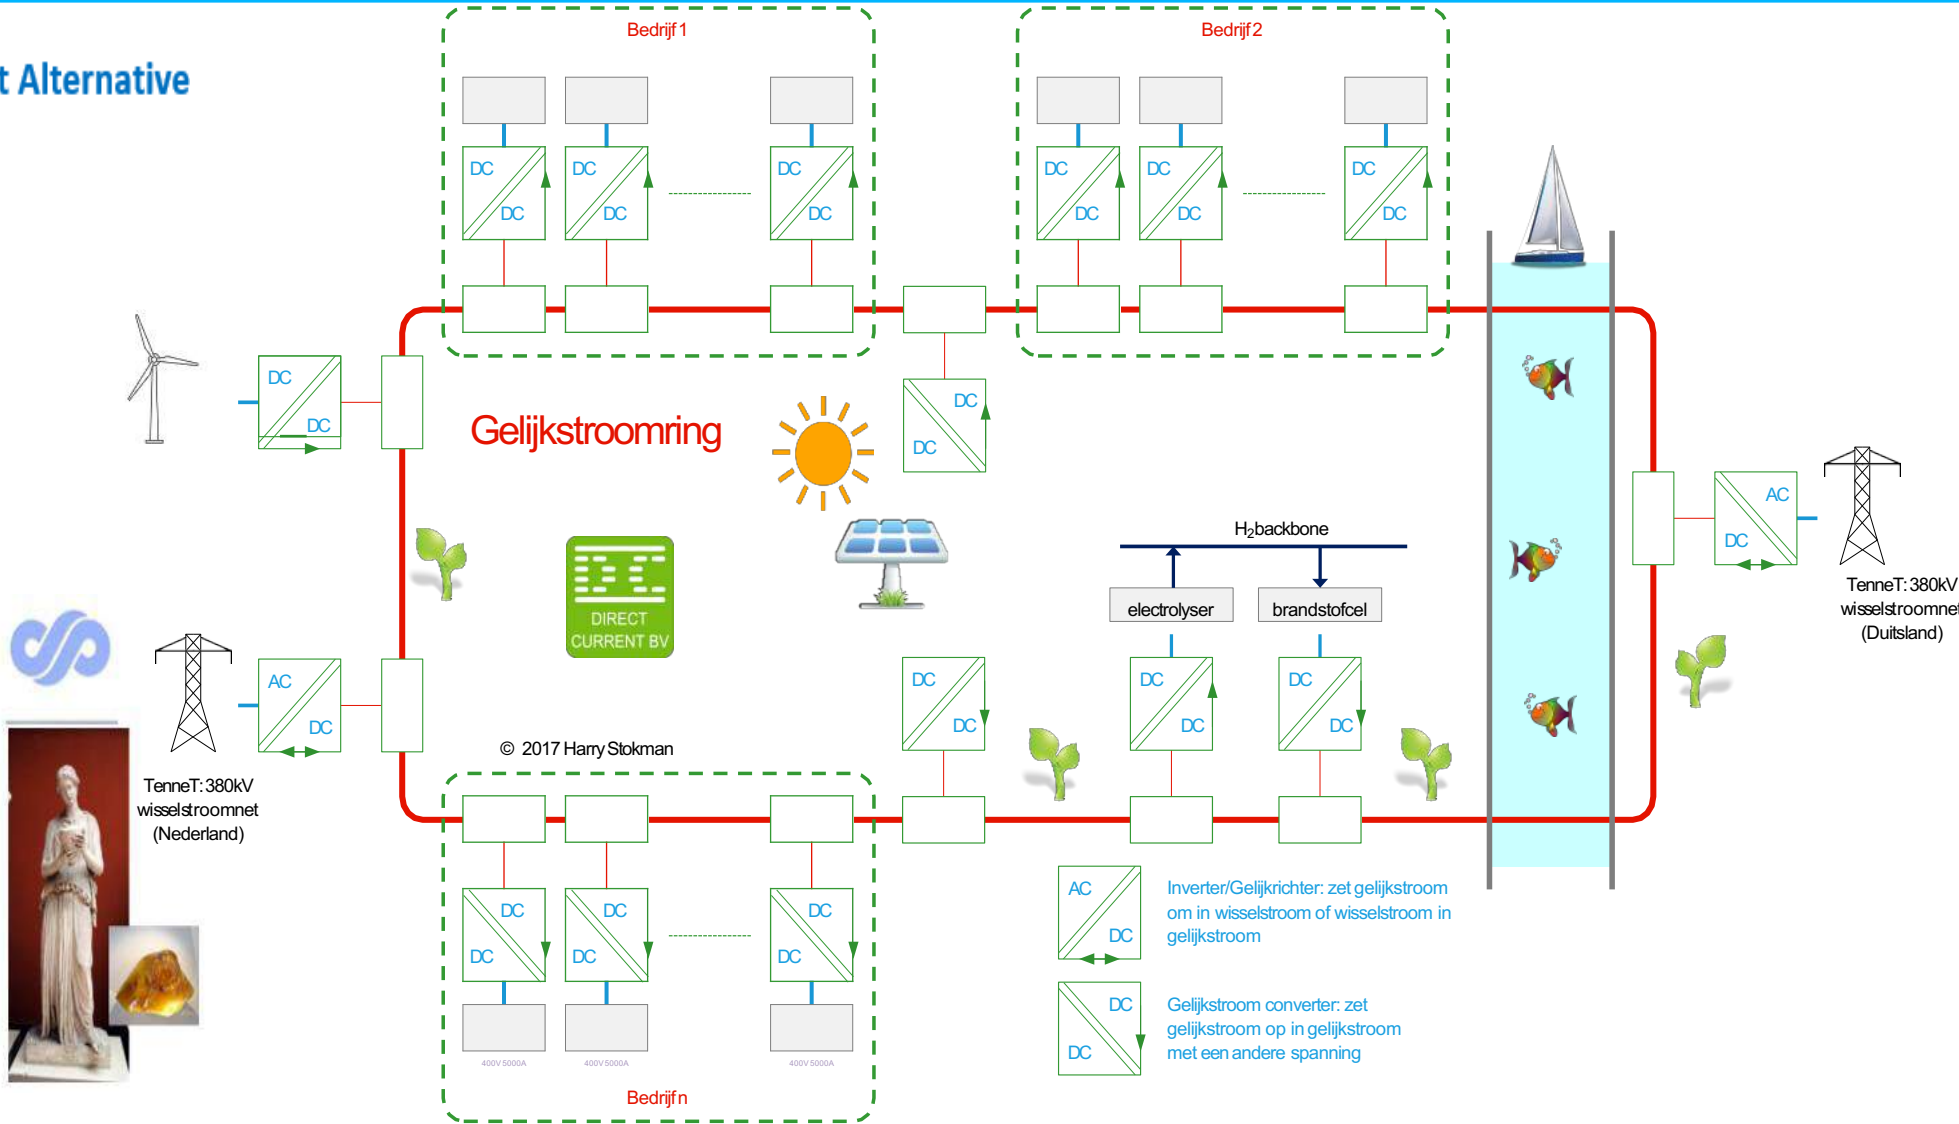 t Alternative
Bedrijf 1
Bedrijf 2
DC
DC
DC
DC
DC
DC
DC
DC
DC
DC
DC
DC
DC
DC
Gelijkstroomring
DC
DC
AC
DC
TenneT: 380kV
wisselstroomnet
(Duitsland)
H2backbone
electrolyser
brandstofcel
DIRECT
CURRENT BV
AC
DC
TenneT: 380kV
wisselstroomnet
(Nederland)
DC
DC
DC
DC
DC
DC
© 2017 Harry Stokman
DC
DC
DC
DC
DC
DC
400V 5000A
400V 5000A
400V 5000A
Bedrijf n
AC
DC
Inverter/Gelijkrichter: zet gelijkstroom
om in wisselstroom of wisselstroom in
gelijkstroom
DC
DC
Gelijkstroom converter: zet
gelijkstroom op in gelijkstroom
met een andere spanning